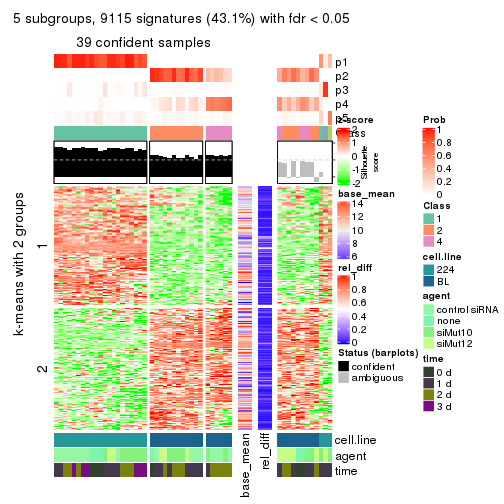 5 subgroups, 9115 signatures (43.1%) with fdr < 0.05
39 confident samples
p1
p2
p3
p4
p5
Class
z-score
2
1
0
-1
-2
Silhouette
score
k-means with 2 groups
1
2
base_mean
14
12
10
8
6
rel_diff
1
0.8
0.6
0.4
0.2
0
Status (barplots)
confident
ambiguous
Prob
1
0.8
0.6
0.4
0.2
0
Class
1
2
4
cell.line
224
BL
agent
control siRNA
none
siMut10
siMut12
time
0 d
1 d
2 d
3 d
cell.line
agent
time
base_mean
rel_diff